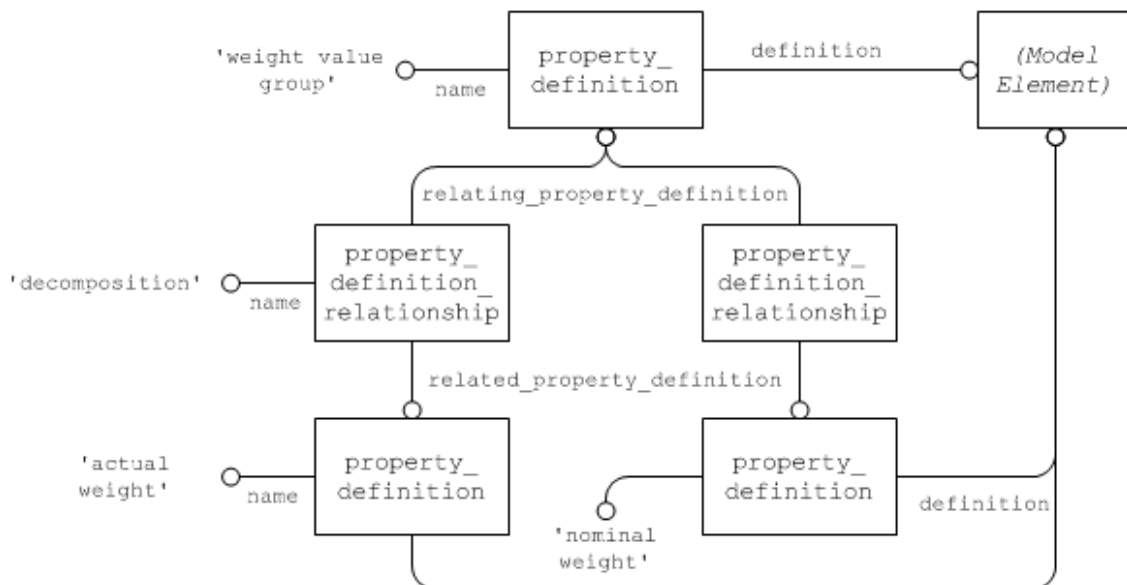 'weight value
group'
name
property_
definition
definition
(Model
Element)
relating_property_definition
'decomposition'
name
property_
definition_
relationship
property_
definition_
relationship
related_property_definition
'actual
weight'
name
property_
definition
'nominal
weight'
property_
definition
definition